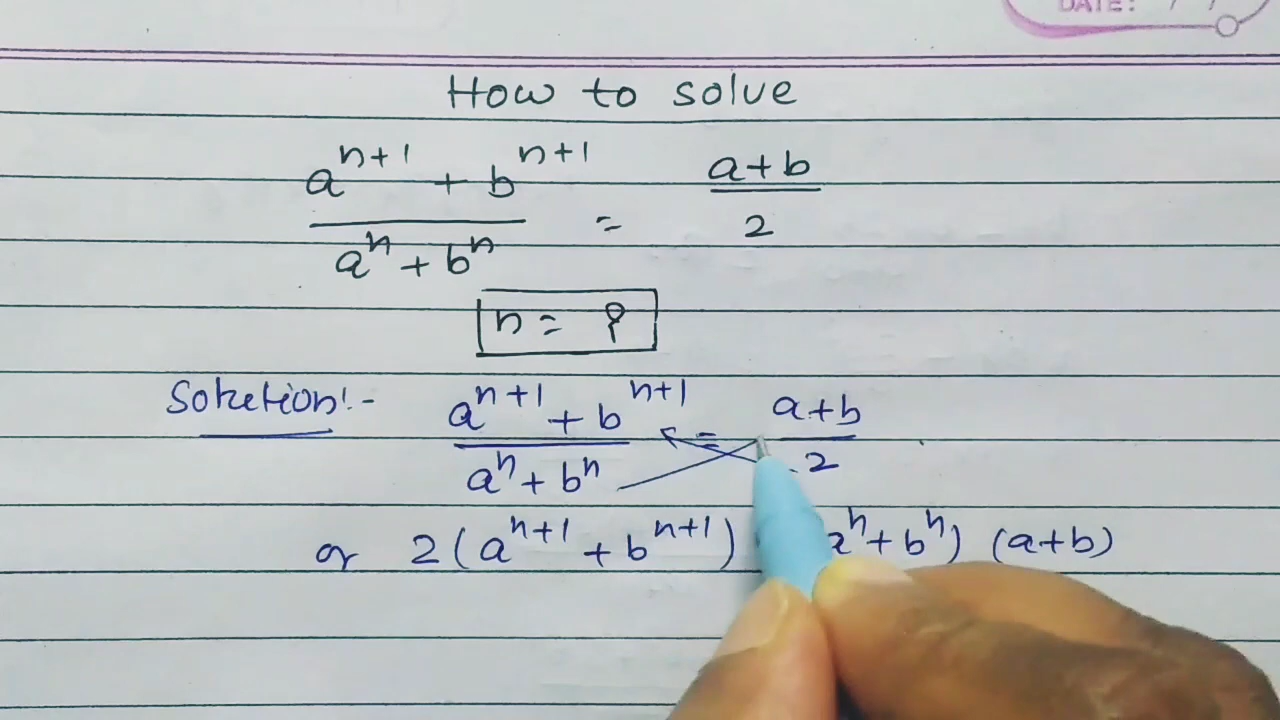 DATE: / /
How to solve
a^{n+1} + b^{n+1} / a^n + b^n = a+b / 2
n = ?
Solution:-
a^{n+1} + b^{n+1} / a^n + b^n = a+b / 2
or 2(a^{n+1} + b^{n+1}) a^n + b^n) (a+b)